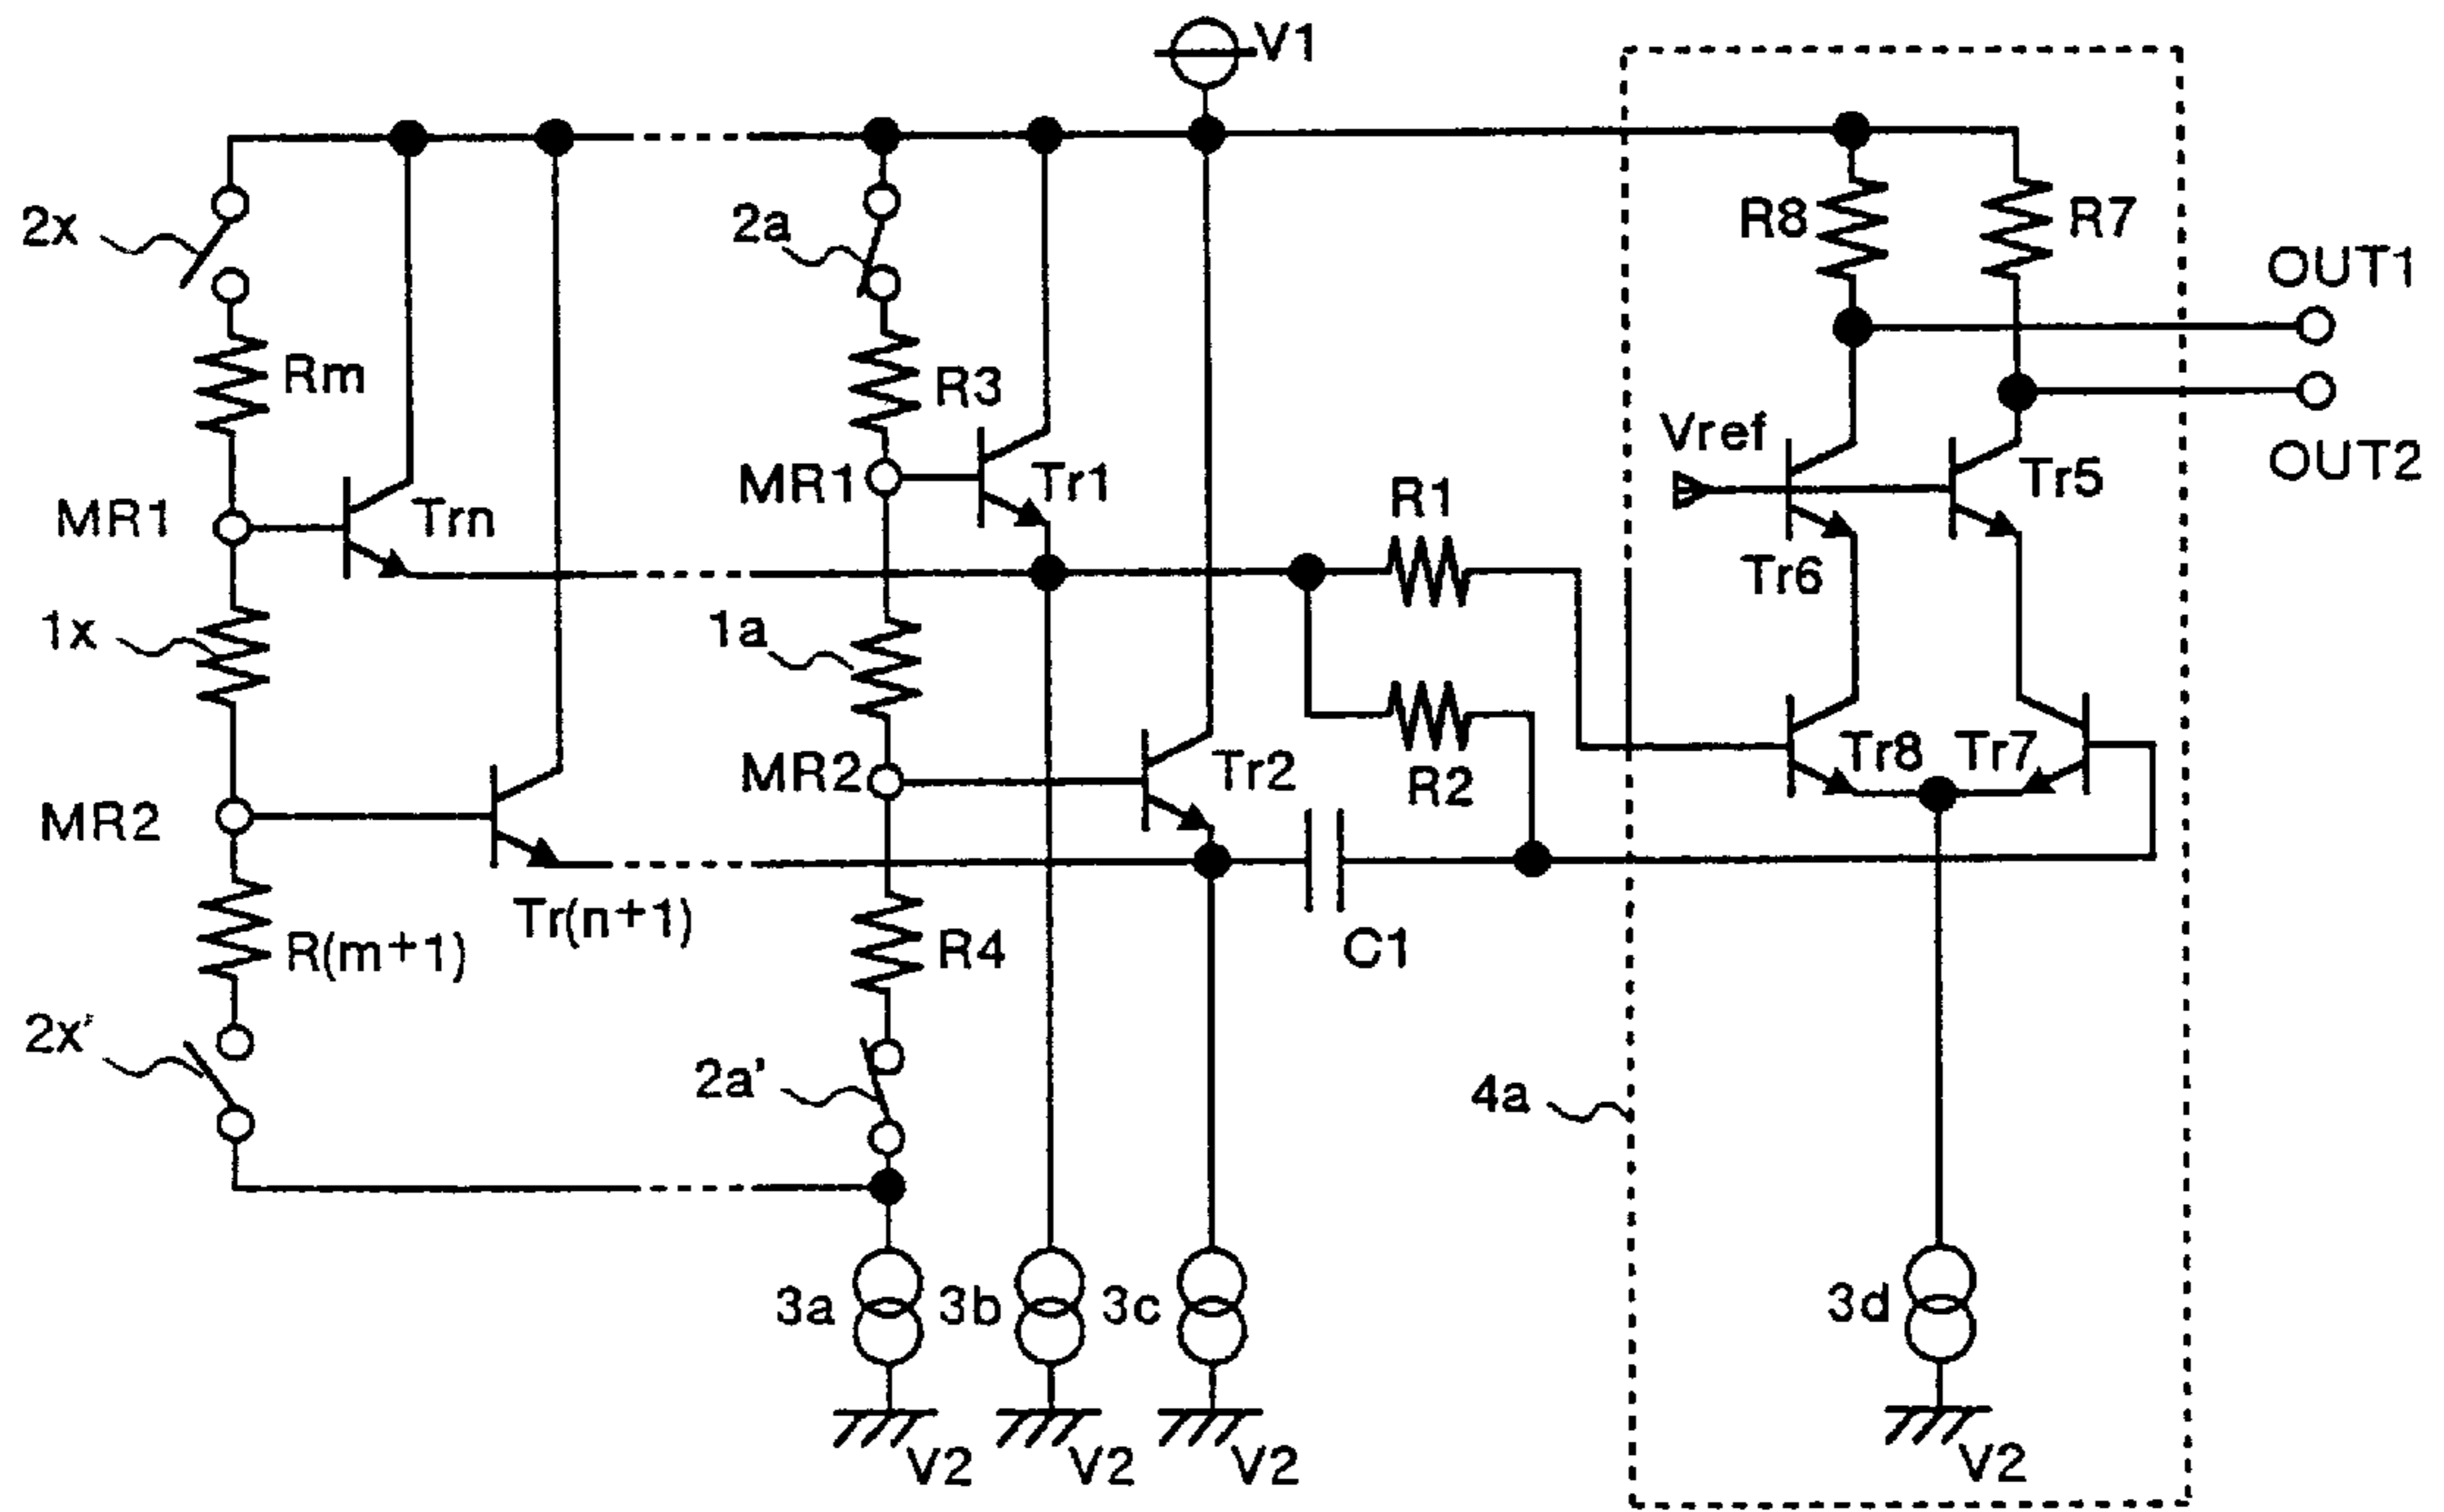 V1
2x
2a
R8
R7
OUT1
Rm
R3
Vref
MR1
Trn
MR1
Tr1
R1
Tr5
OUT2
Tr6
1x
1a
MR2
Tr2
R2
Tr8
Tr7
MR2
Tr(n+1)
R(m+1)
R4
C1
2x'
2a'
4a
3a
3b
3c
3d
V2
V2
V2
V2